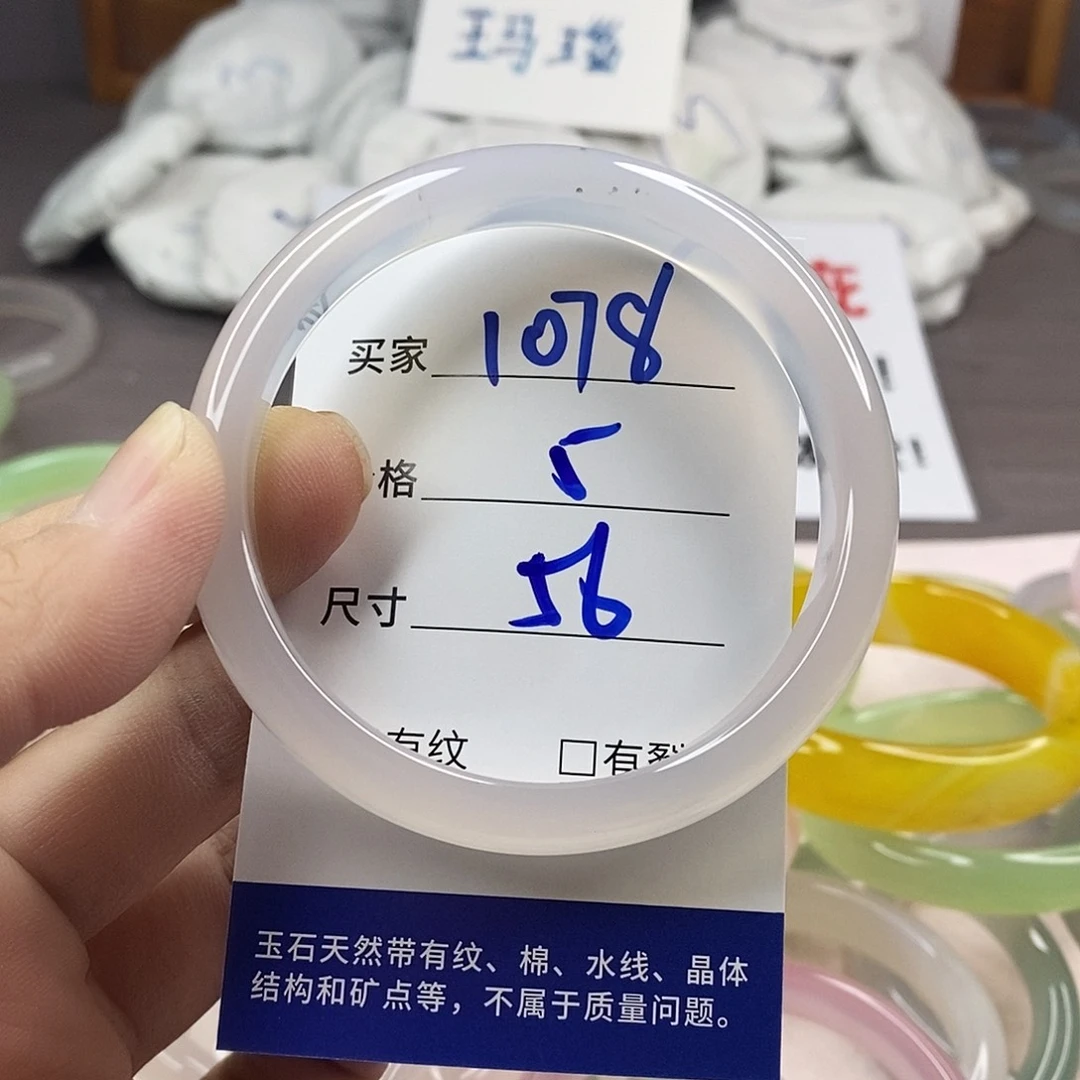 玛瑙
在
!
!
买家 1078
格 5
尺寸 56
有纹 □有裂
玉石天然带有纹、棉、水线、晶体
结构和矿点等，不属于质量问题。